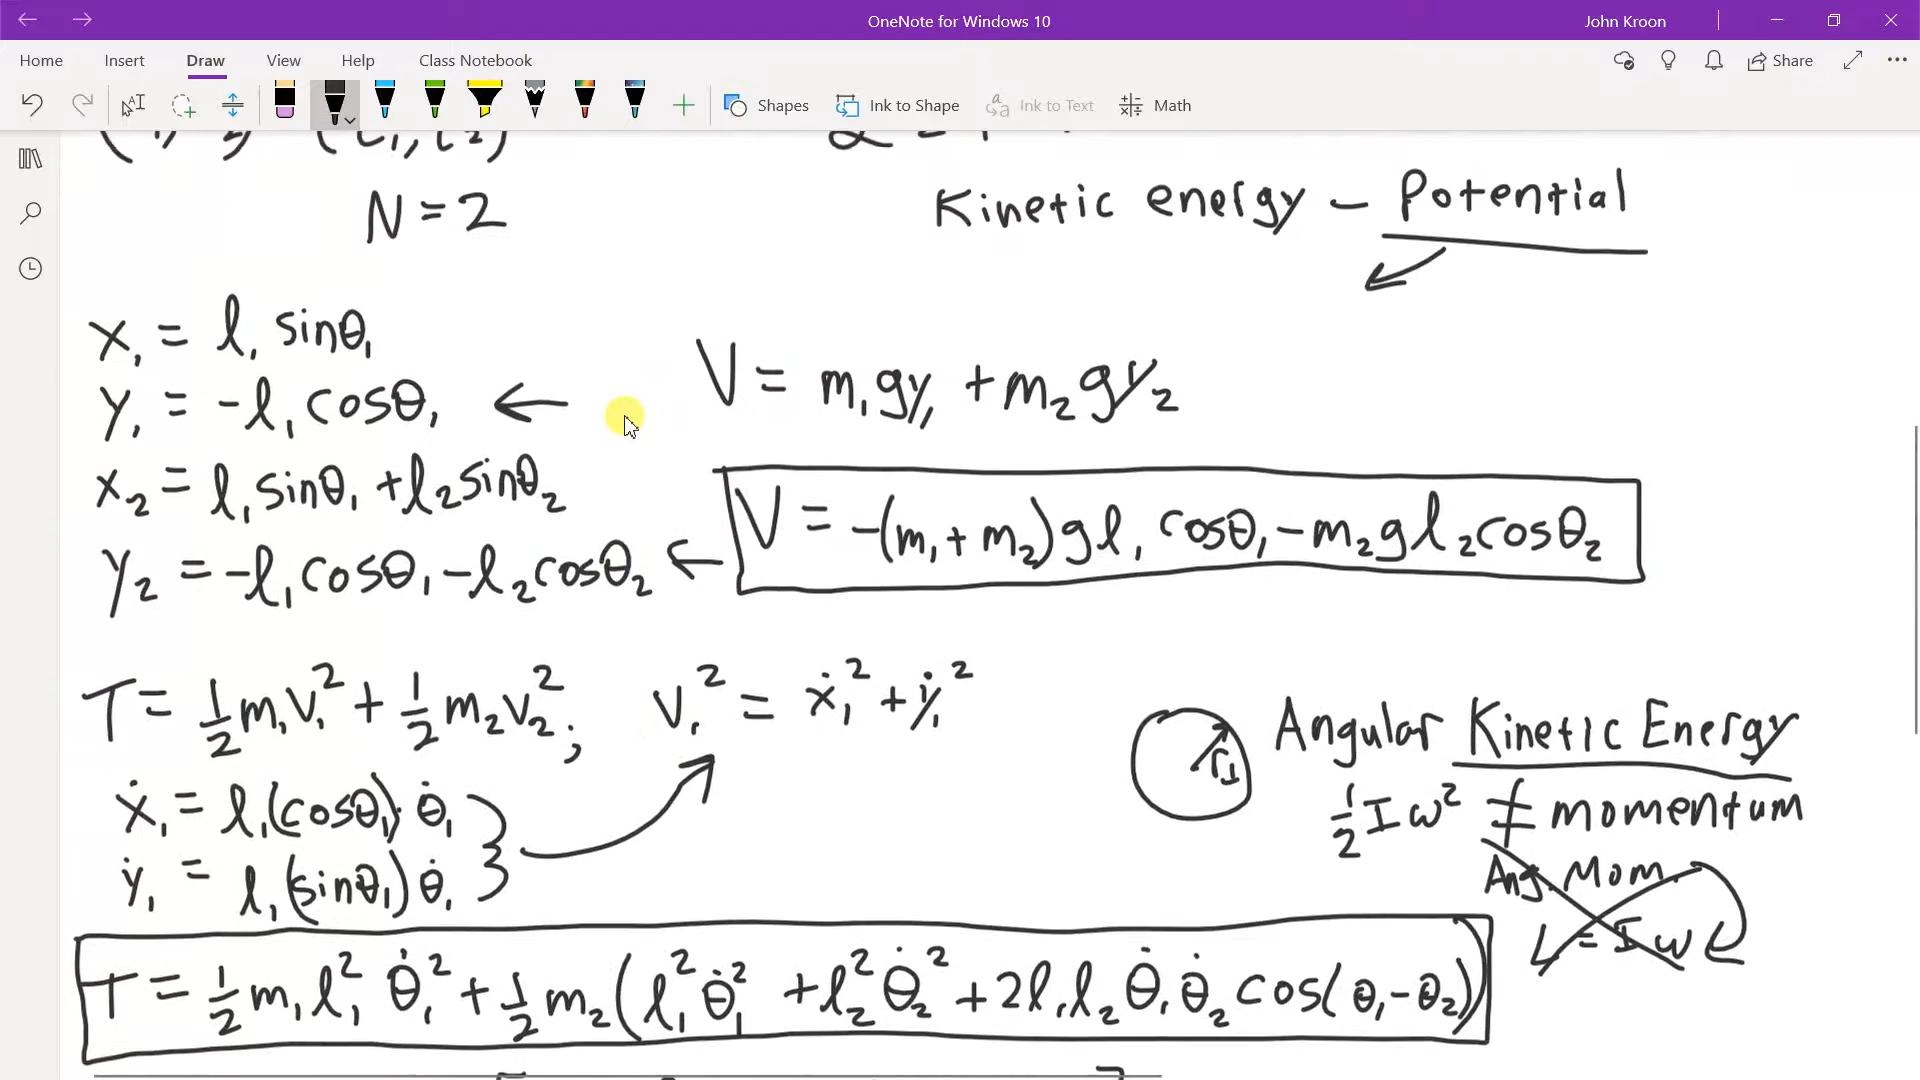 OneNote for Windows 10
John Kroon
Home Insert Draw View Help Class Notebook
Share
Shapes Ink to Shape Ink to Text Math
N = 2
Kinetic energy – Potential
x₁ = l₁ sinθ₁
y₁ = -l₁ cosθ₁ ←
x₂ = l₁ sinθ₁ + l₂ sinθ₂
y₂ = -l₁ cosθ₁ - l₂ cosθ₂ ←
V = m₁gy₁ + m₂gy₂
V = -(m₁ + m₂)gl₁ cosθ₁ - m₂gl₂ cosθ₂
T = ½m₁v₁² + ½m₂v₂²; v₁² = ẋ₁² + ẏ₁²
ẋ₁ = l₁(cosθ₁)·θ̇₁
ẏ₁ = l₁(sinθ₁)θ̇₁
r⊥
Angular Kinetic Energy
½Iω² ≠ momentum
Ang. Mom.
L = Iω
T = ½m₁l₁²θ̇₁² + ½m₂(l₁²θ̇₁² + l₂²θ̇₂² + 2l₁l₂θ̇₁θ̇₂cos(θ₁-θ₂))